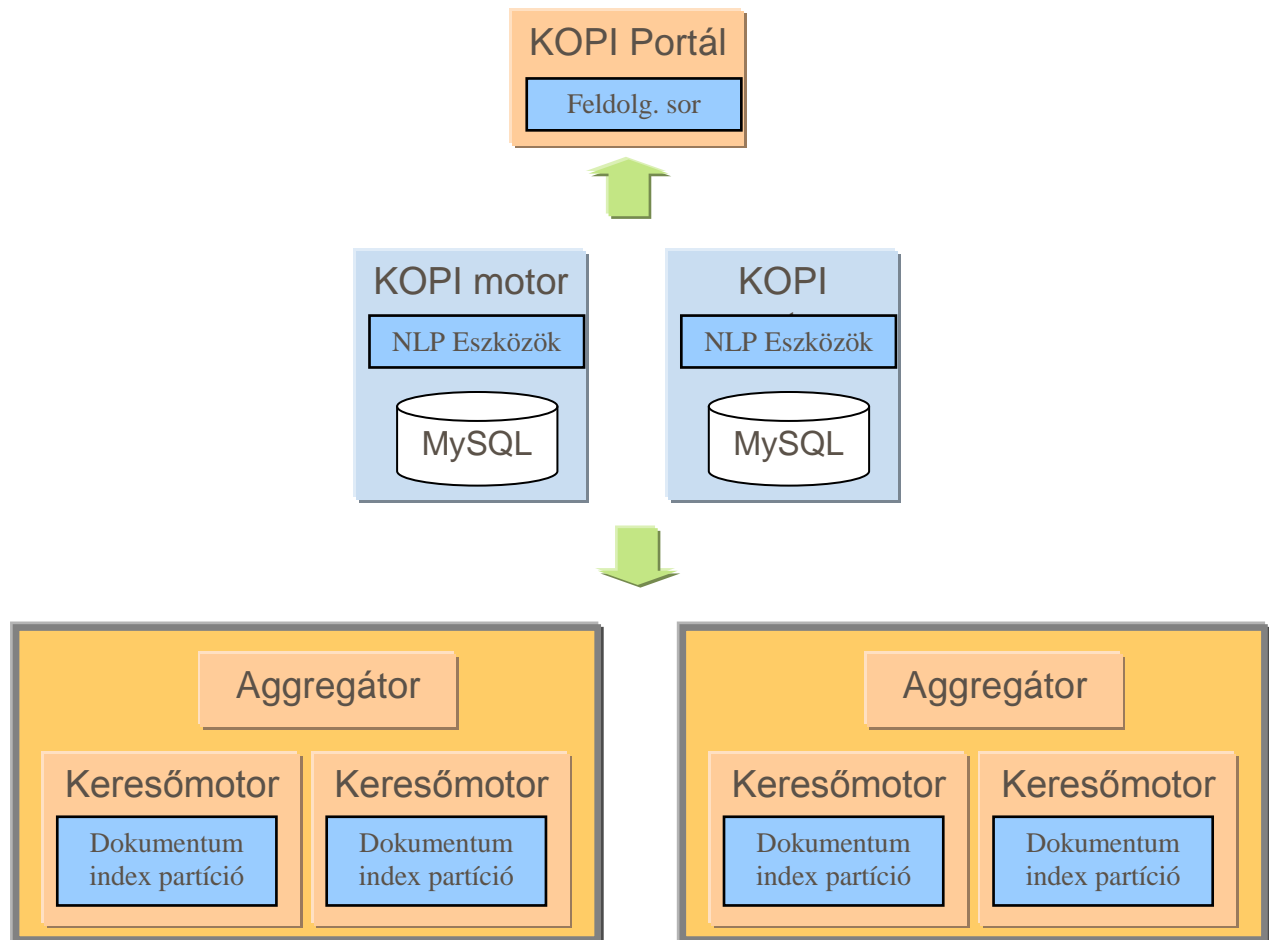 KOPI Portál
Feldolg. sor
KOPI motor
NLP Eszközök
MySQL
KOPI
NLP Eszközök
MySQL
Aggregátor
Keresőmotor
Dokumentum
index partíció
Keresőmotor
Dokumentum
index partíció
Aggregátor
Keresőmotor
Dokumentum
index partíció
Keresőmotor
Dokumentum
index partíció